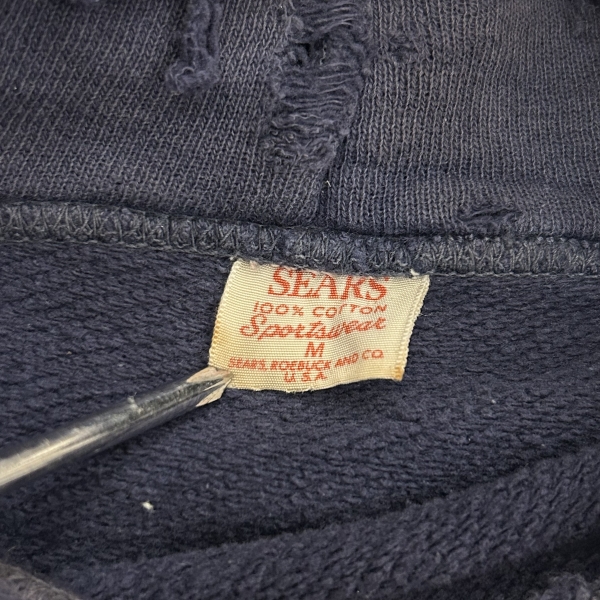 SEARS
100% COTTON
Sportswear
M
SEARS, ROEBUCK AND CO.
U.S.A.